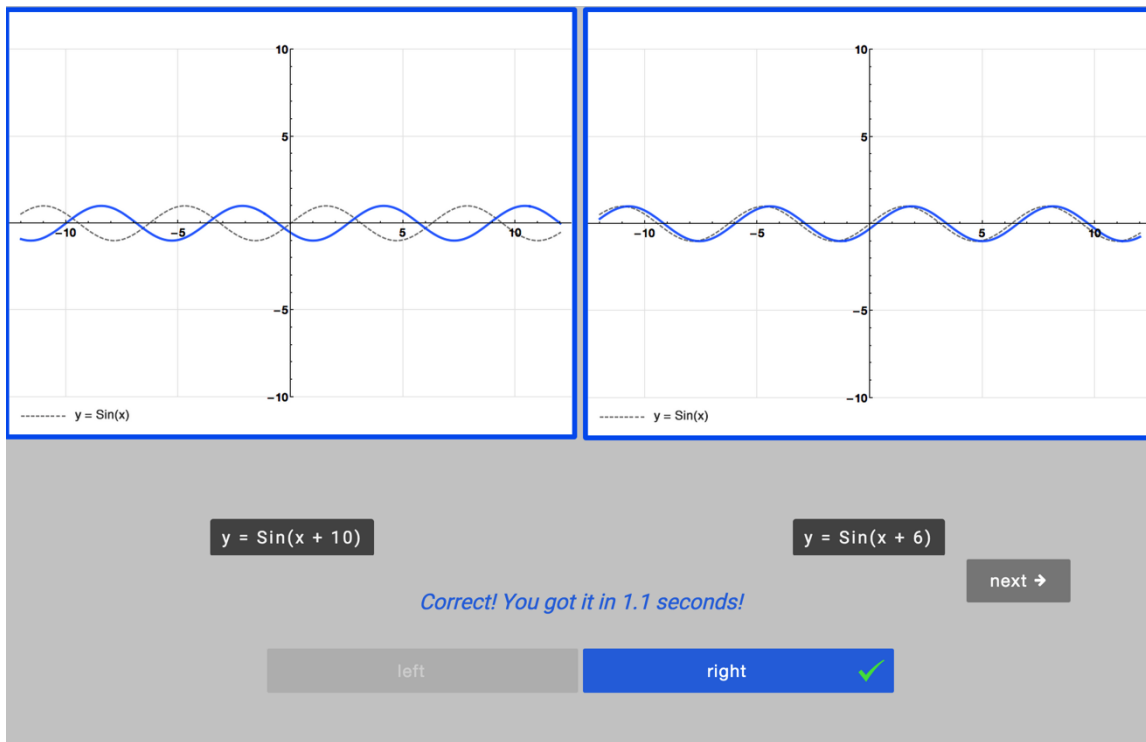 10
5
-10
-5
5
10
-5
-10
y = Sin(x)
10
5
-10
-5
5
10
-5
-10
y = Sin(x)
y = Sin(x + 10)
y = Sin(x + 6)
next →
Correct! You got it in 1.1 seconds!
left
right